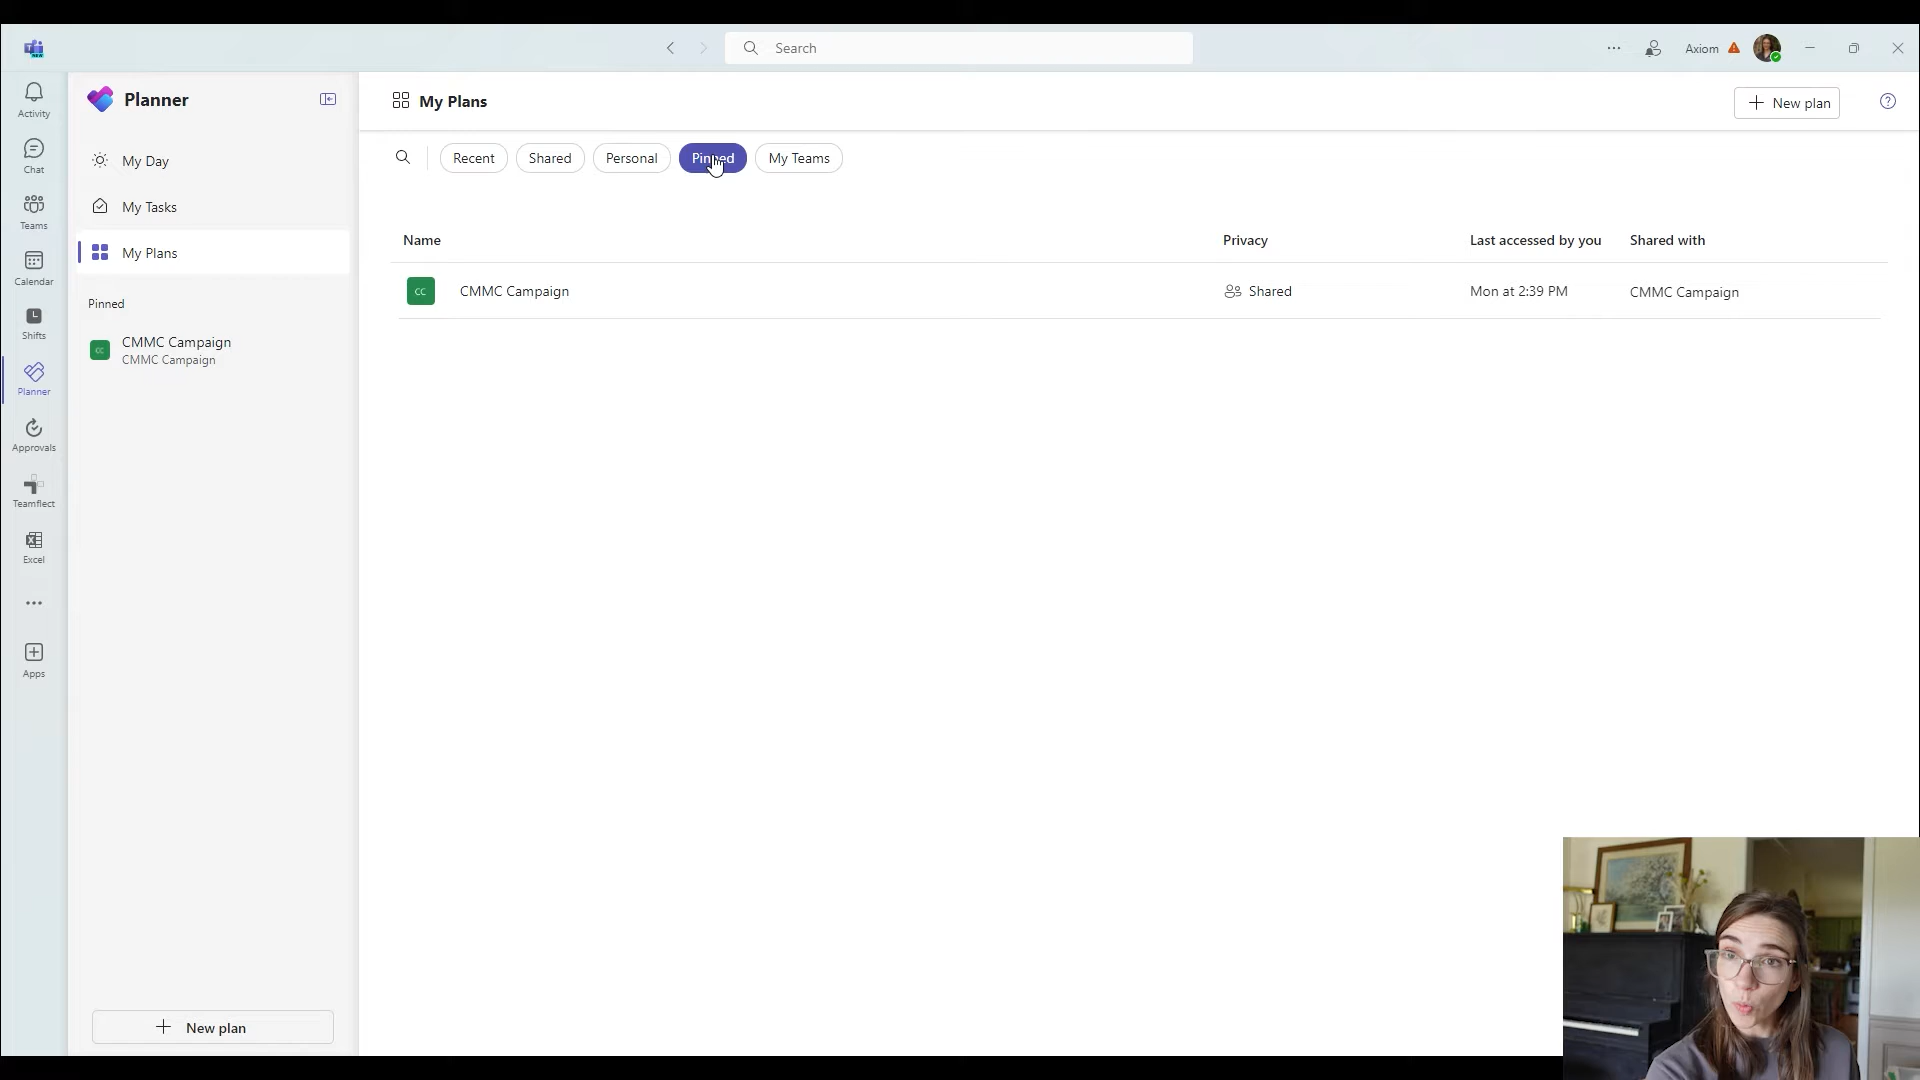 Search
Axiom
Activity
Chat
Teams
Calendar
Shifts
Planner
Approvals
Teamflect
Excel
Apps
Planner
My Day
My Tasks
My Plans
Pinned
CC
CMMC Campaign
CMMC Campaign
New plan
My Plans
New plan
Recent
Shared
Personal
Pinned
My Teams
Name
Privacy
Last accessed by you
Shared with
CC
CMMC Campaign
Shared
Mon at 2:39 PM
CMMC Campaign